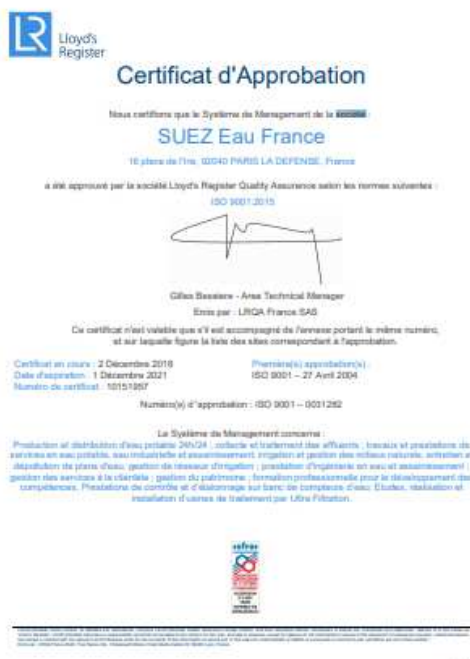 LR
Lloyd's
Register
Certificat d'Approbation
Nous certifions que le Système de Management de la société :
SUEZ Eau France
16 place de l'Iris, 92040 PARIS LA DEFENSE, France
a été approuvé par la société Lloyd's Register Quality Assurance selon les normes suivantes :
ISO 9001:2015
Gilles Bessiere - Area Technical Manager
Emis par : LRQA France SAS
Ce certificat n'est valable que s'il est accompagné de l'annexe portant le même numéro,
et sur laquelle figure la liste des sites correspondant à l'approbation.
Certificat en cours : 2 Décembre 2018 Première(s) approbation(s) :
Date d'expiration : 1 Décembre 2021 ISO 9001 – 27 Avril 2004
Numéro de certificat : 10151957
Numéro(s) d'approbation : ISO 9001 – 0031282
Le Système de Management concerne :
Production et distribution d'eau potable 24h/24 ; collecte et traitement des effluents ; travaux et prestations de
services en eau potable, eau industrielle et assainissement, irrigation et gestion des milieux naturels, entretien et
dépollution de plans d'eau, gestion de réseaux d'irrigation ; prestation d'ingénierie en eau et assainissement ;
gestion des services à la clientèle ; gestion du patrimoine ; formation professionnelle pour le développement des
compétences, Prestations de contrôle et d'étalonnage sur banc de compteurs d'eau; Etudes, réalisation et
installation d'usines de traitement par Ultra Filtration.
cofrac